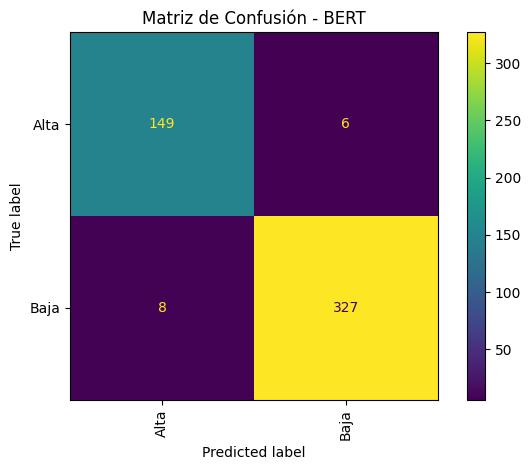 Matriz de Confusión - BERT
True label
Alta
149
6
Baja
8
327
Alta
Baja
Predicted label
300
250
200
150
100
50